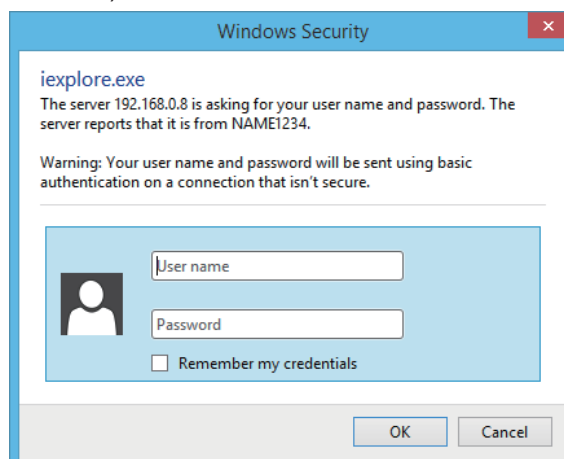 Windows Security
iexplore.exe
The server 192.168.0.8 is asking for your user name and password. The
server reports that it is from NAME1234.
Warning: Your user name and password will be sent using basic
authentication on a connection that isn't secure.
User name
Password
Remember my credentials
OK
Cancel